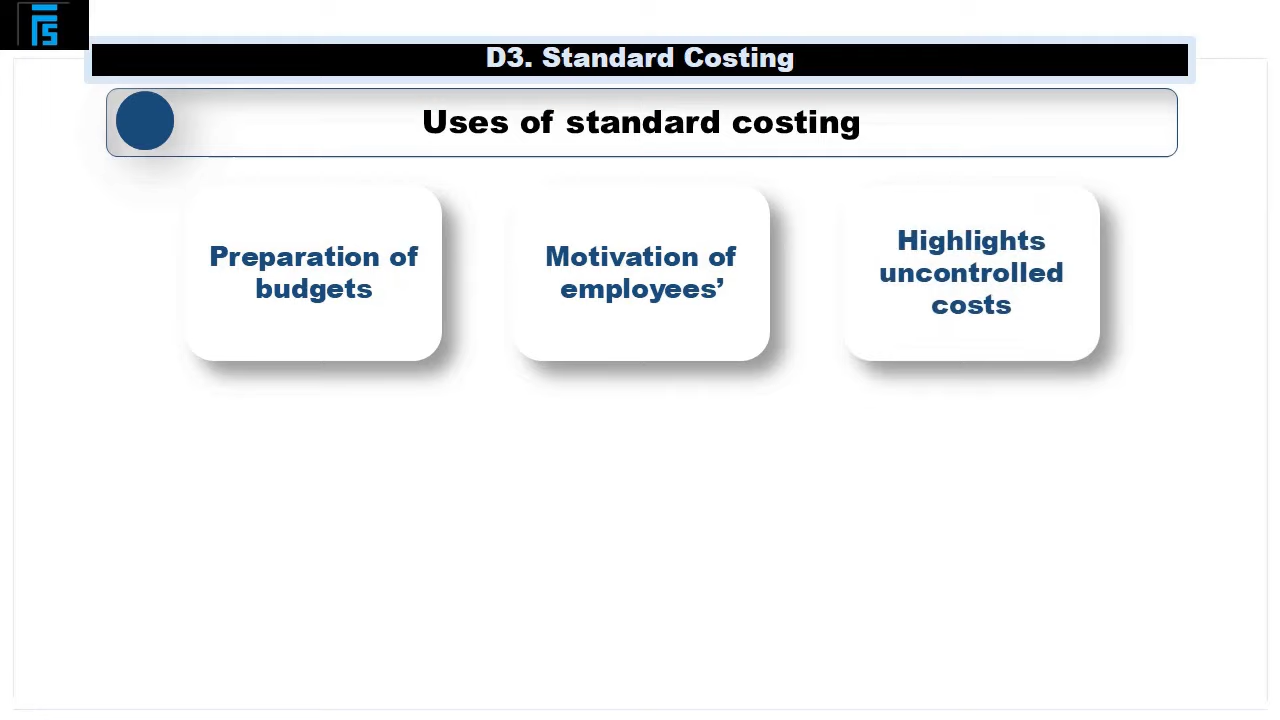 D3. Standard Costing
Uses of standard costing
Preparation of
budgets
Motivation of
employees’
Highlights
uncontrolled
costs